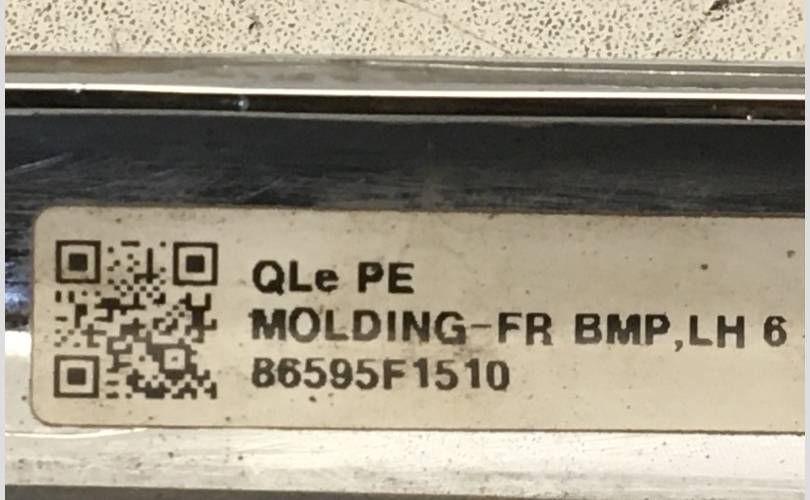 QLe PE
MOLDING-FR BMP,LH 6
86595F1510